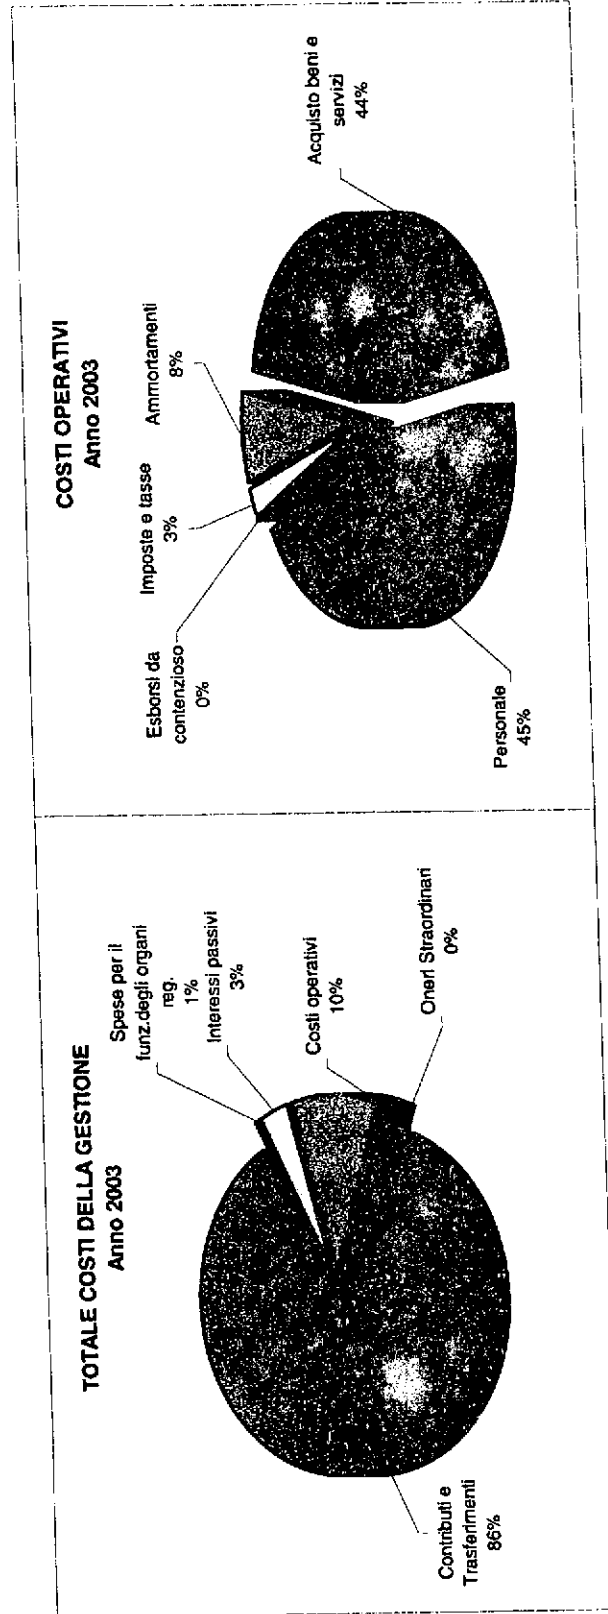 TOTALE COSTI DELLA GESTIONE
Anno 2003
Spese per il
funz.degli organi
reg.
1%
Interessi passivi
3%
Costi operativi
10%
Oneri Straordinari
0%
Contributi e
Trasferimenti
86%
COSTI OPERATIVI
Anno 2003
Esborsi da
contenzioso
0%
Imposte e tasse
3%
Ammortamenti
8%
Acquisto beni e
servizi
44%
Personale
45%